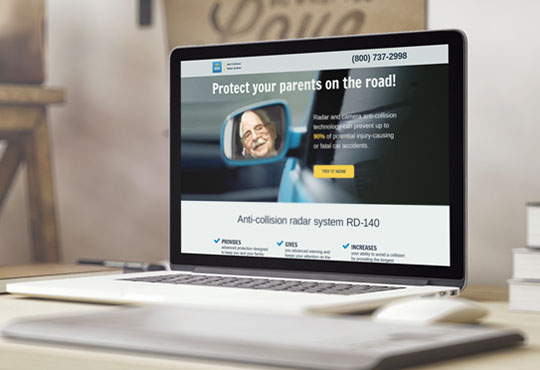 Love
(800) 737-2998
Protect your parents on the road!
Radar and camera anti-collision
technology can prevent up to
90% of potential injury-causing
or fatal car accidents.
TRY IT NOW
Anti-collision radar system RD-140
PROVIDES
advanced protection designed
to keep you and your family
GIVES
you advanced warning and
keeps your attention on the
INCREASES
your ability to avoid a collision
by providing the longest